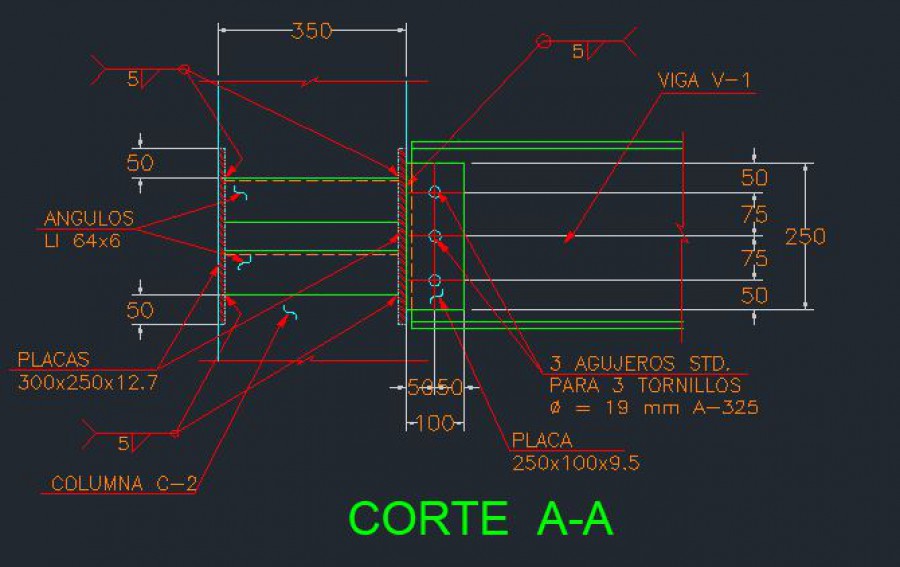 350
5
5
VIGA V-1
50
50
75
ANGULOS
LI 64x6
250
75
50
50
PLACAS
300x250x12.7
3 AGUJEROS STD.
PARA 3 TORNILLOS
ø = 19 mm A-325
50 50
100
5
PLACA
250x100x9.5
COLUMNA C-2
CORTE A-A